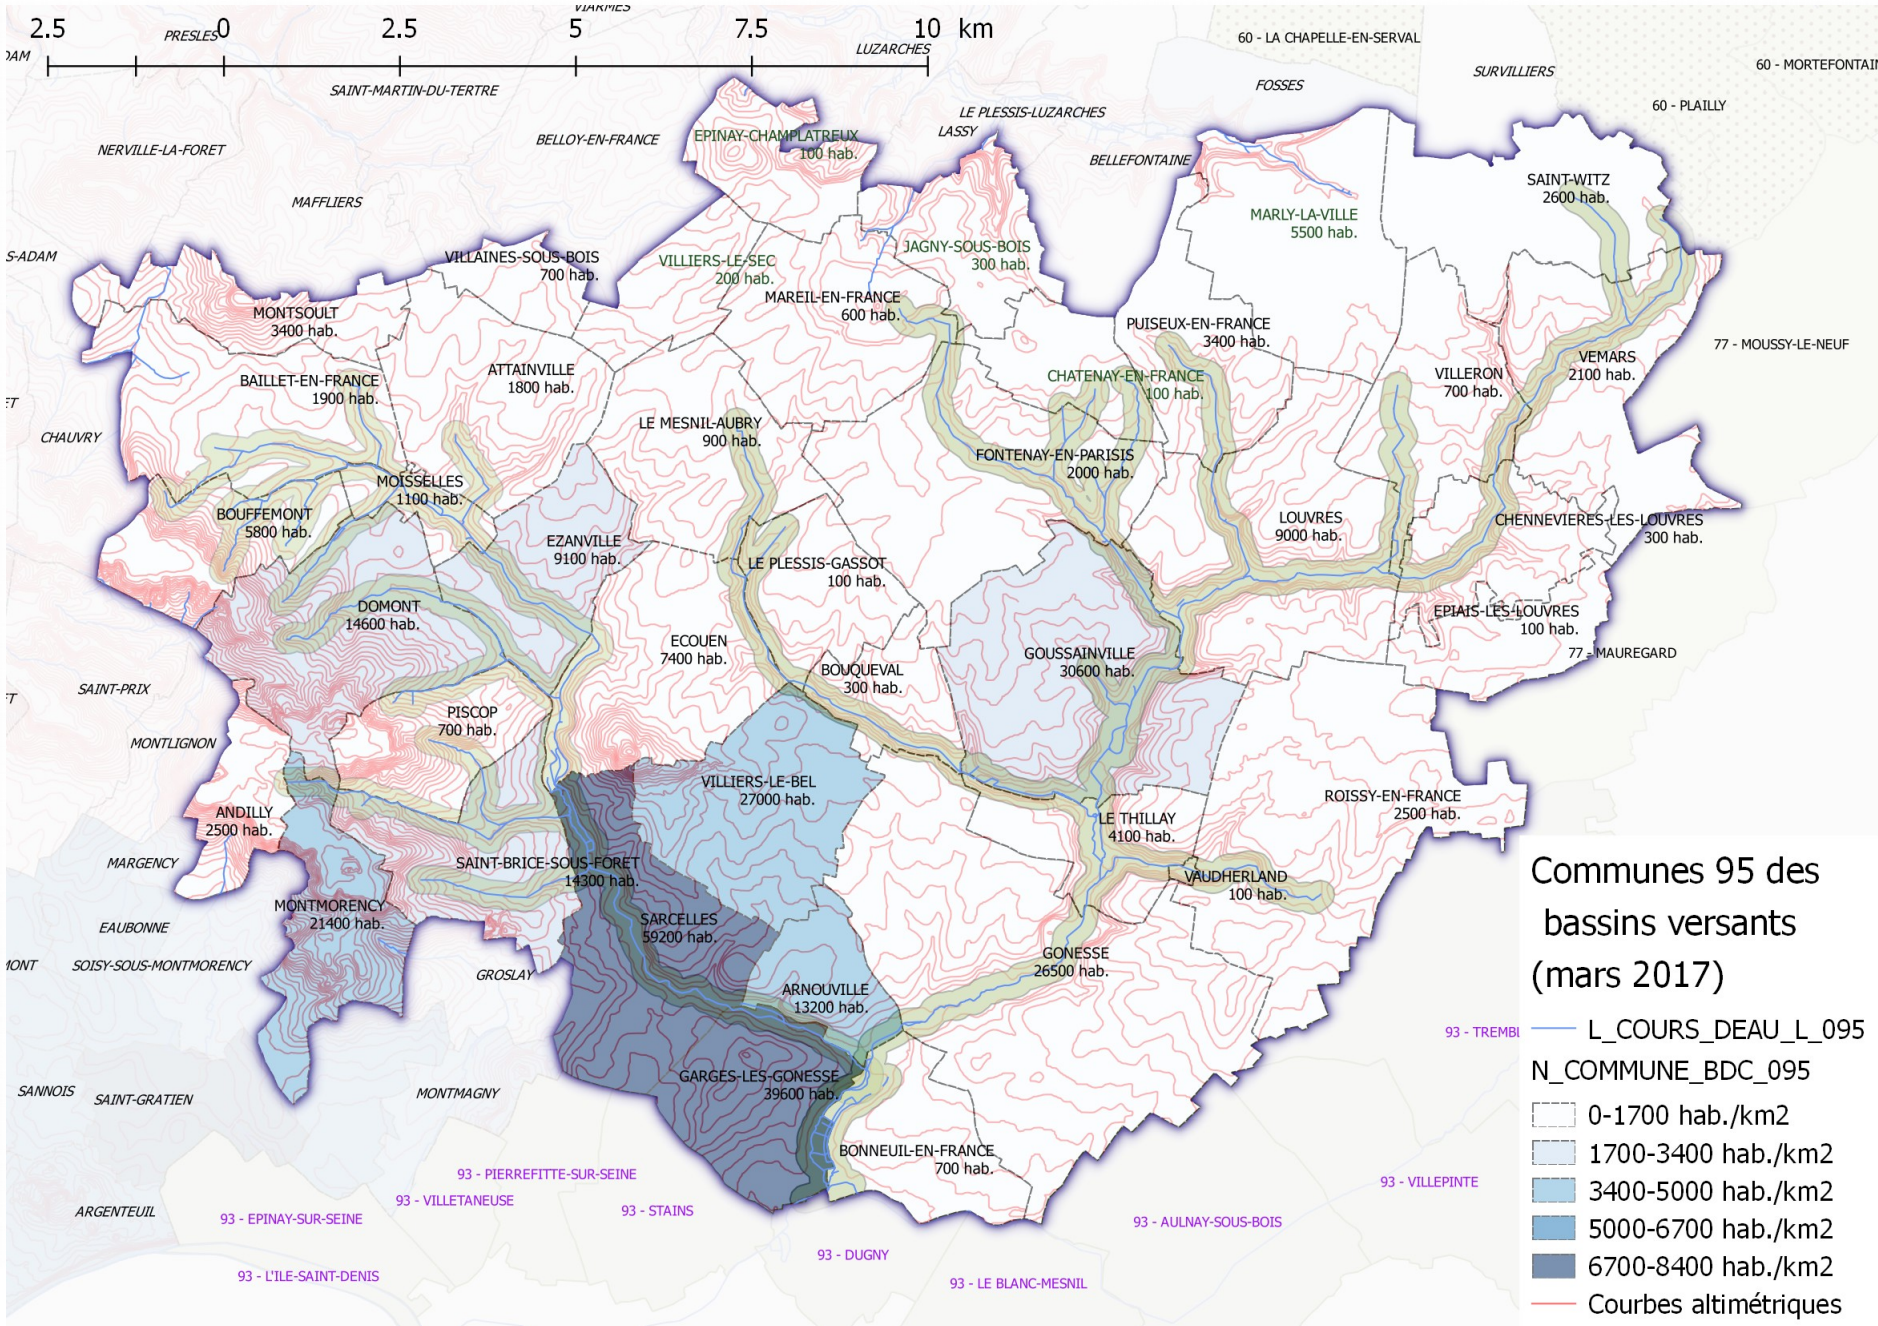 2.5 0 2.5 5 7.5 10 km
VIARMES
PRESLES
LUZARCHES
60 - LA CHAPELLE-EN-SERVAL
SURVILLIERS
60 - MORTEFONTAIN
FOSSES
60 - PLAILLY
SAINT-MARTIN-DU-TERTRE
LE PLESSIS-LUZARCHES
LASSY
BELLOY-EN-FRANCE
NERVILLE-LA-FORET
BELLEFONTAINE
MAFFLIERS
S-ADAM
EPINAY-CHAMPLATREUX
100 hab.
SAINT-WITZ
2600 hab.
MARLY-LA-VILLE
5500 hab.
JAGNY-SOUS-BOIS
300 hab.
VILLAINES-SOUS-BOIS
700 hab.
VILLIERS-LE-SEC
200 hab.
MAREIL-EN-FRANCE
600 hab.
MONTSOULT
3400 hab.
PUISEUX-EN-FRANCE
3400 hab.
77 - MOUSSY-LE-NEUF
VEMARS
2100 hab.
VILLERON
700 hab.
ATTAINVILLE
1800 hab.
BAILLET-EN-FRANCE
1900 hab.
CHATENAY-EN-FRANCE
100 hab.
LE MESNIL-AUBRY
900 hab.
CHAUVRY
FONTENAY-EN-PARISIS
2000 hab.
MOISSELLES
1100 hab.
BOUFFEMONT
5800 hab.
LOUVRES
9000 hab.
CHENNEVIERES-LES-LOUVRES
300 hab.
EZANVILLE
9100 hab.
LE PLESSIS-GASSOT
100 hab.
DOMONT
14600 hab.
EPIAIS-LES-LOUVRES
100 hab.
ECOUEN
7400 hab.
GOUSSAINVILLE
30600 hab.
77 - MAUREGARD
BOUQUEVAL
300 hab.
SAINT-PRIX
PISCOP
700 hab.
MONTLIGNON
VILLIERS-LE-BEL
27000 hab.
ROISSY-EN-FRANCE
2500 hab.
ANDILLY
2500 hab.
LE THILLAY
4100 hab.
MARGENCY
SAINT-BRICE-SOUS-FORET
14300 hab.
VAUDHERLAND
100 hab.
MONTMORENCY
21400 hab.
SARCELLES
59200 hab.
EAUBONNE
SOISY-SOUS-MONTMORENCY
GROSLAY
GONESSE
26500 hab.
ARNOUVILLE
13200 hab.
93 - TREMBL
GARGES-LES-GONESSE
39600 hab.
SANNOIS
SAINT-GRATIEN
MONTMAGNY
BONNEUIL-EN-FRANCE
700 hab.
93 - PIERREFITTE-SUR-SEINE
93 - VILLETANEUSE
93 - VILLEPINTE
ARGENTEUIL
93 - EPINAY-SUR-SEINE
93 - STAINS
93 - AULNAY-SOUS-BOIS
93 - DUGNY
93 - L'ILE-SAINT-DENIS
93 - LE BLANC-MESNIL
Communes 95 des
bassins versants
(mars 2017)
L_COURS_DEAU_L_095
N_COMMUNE_BDC_095
0-1700 hab./km2
1700-3400 hab./km2
3400-5000 hab./km2
5000-6700 hab./km2
6700-8400 hab./km2
Courbes altimétriques